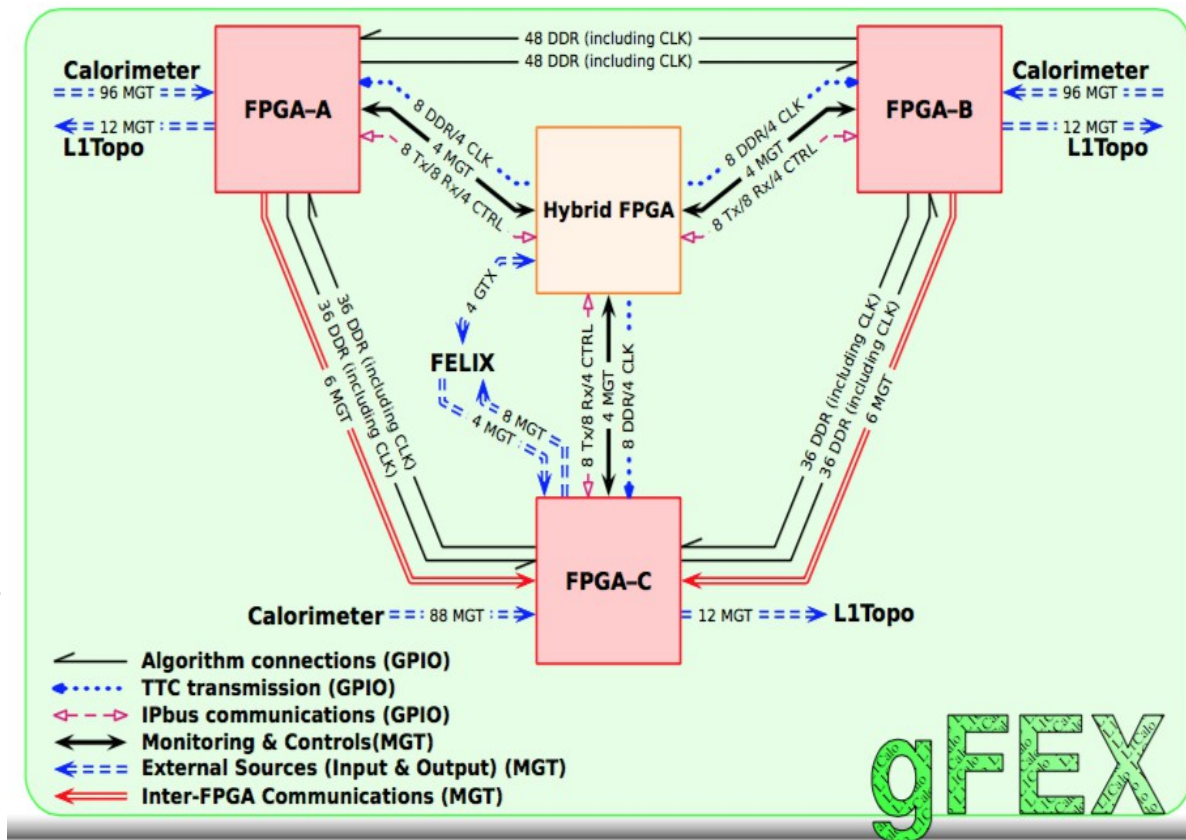 48 DDR (including CLK)
48 DDR (including CLK)
Calorimeter
96 MGT
12 MGT
L1Topo
FPGA–A
8 DDR/4 CLK
4 MGT
8 Tx/8 Rx/4 CTRL
Hybrid FPGA
8 DDR/4 CLK
4 MGT
8 Tx/8 Rx/4 CTRL
FPGA–B
Calorimeter
96 MGT
12 MGT
L1Topo
4 GTX
FELIX
4 MGT
8 MGT
8 Tx/8 Rx/4 CTRL
4 MGT
8 DDR/4 CLK
36 DDR (including CLK)
36 DDR (including CLK)
6 MGT
36 DDR (including CLK)
36 DDR (including CLK)
6 MGT
FPGA–C
Calorimeter
88 MGT
12 MGT
L1Topo
Algorithm connections (GPIO)
TTC transmission (GPIO)
IPbus communications (GPIO)
Monitoring & Controls(MGT)
External Sources (Input & Output) (MGT)
Inter-FPGA Communications (MGT)
gFEX